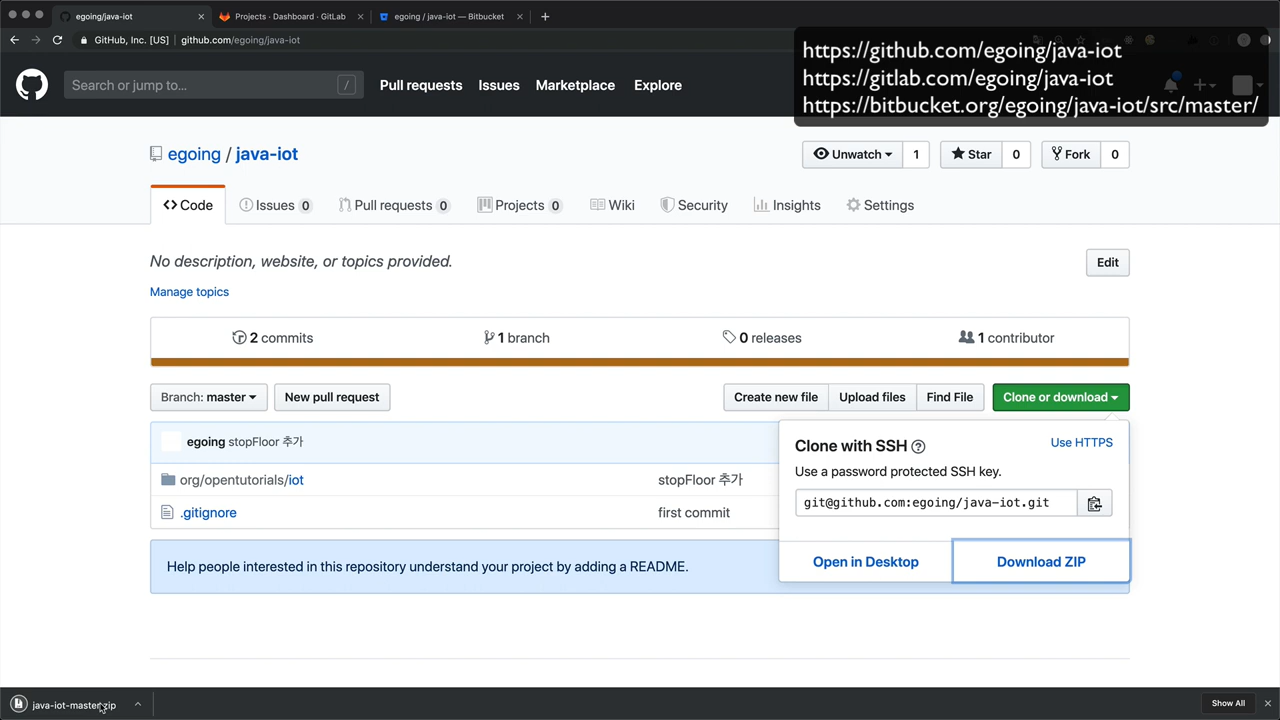 egoing/java-iot
Projects · Dashboard · GitLab
egoing / java-iot — Bitbucket
GitHub, Inc. [US] | github.com/egoing/java-iot
https://github.com/egoing/java-iot
https://gitlab.com/egoing/java-iot
https://bitbucket.org/egoing/java-iot/src/master/
Search or jump to... /
Pull requests Issues Marketplace Explore
egoing / java-iot
Unwatch 1 Star 0 Fork 0
Code Issues 0 Pull requests 0 Projects 0 Wiki Security Insights Settings
No description, website, or topics provided.
Edit
Manage topics
2 commits 1 branch 0 releases 1 contributor
Branch: master New pull request Create new file Upload files Find File Clone or download
egoing stopFloor 추가
org/opentutorials/iot stopFloor 추가
.gitignore first commit
Help people interested in this repository understand your project by adding a README.
Clone with SSH Use HTTPS
Use a password protected SSH key.
git@github.com:egoing/java-iot.git
Open in Desktop Download ZIP
java-iot-master.zip
Show All